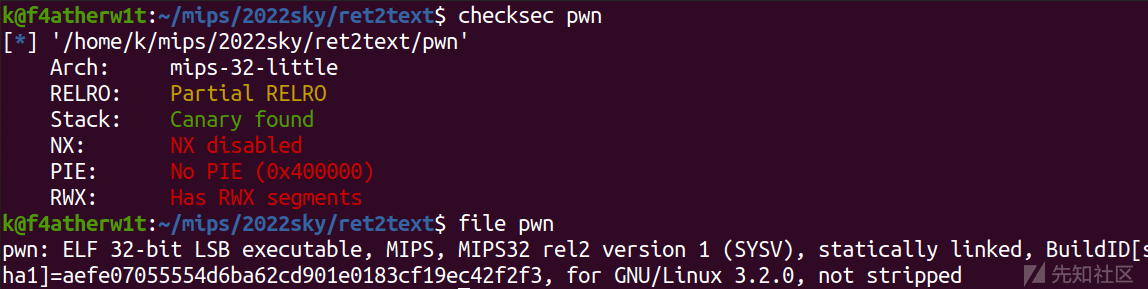 k@f4atherw1t:~/mips/2022sky/ret2text$ checksec pwn
[*] '/home/k/mips/2022sky/ret2text/pwn'
Arch: mips-32-little
RELRO: Partial RELRO
Stack: Canary found
NX: NX disabled
PIE: No PIE (0x400000)
RWX: Has RWX segments
k@f4atherw1t:~/mips/2022sky/ret2text$ file pwn
pwn: ELF 32-bit LSB executable, MIPS, MIPS32 rel2 version 1 (SYSV), statically linked, BuildID[s
ha1]=aefe07055554d6ba62cd901e0183cf19ec42f2f3, for GNU/Linux 3.2.0, not stripped
先知社区